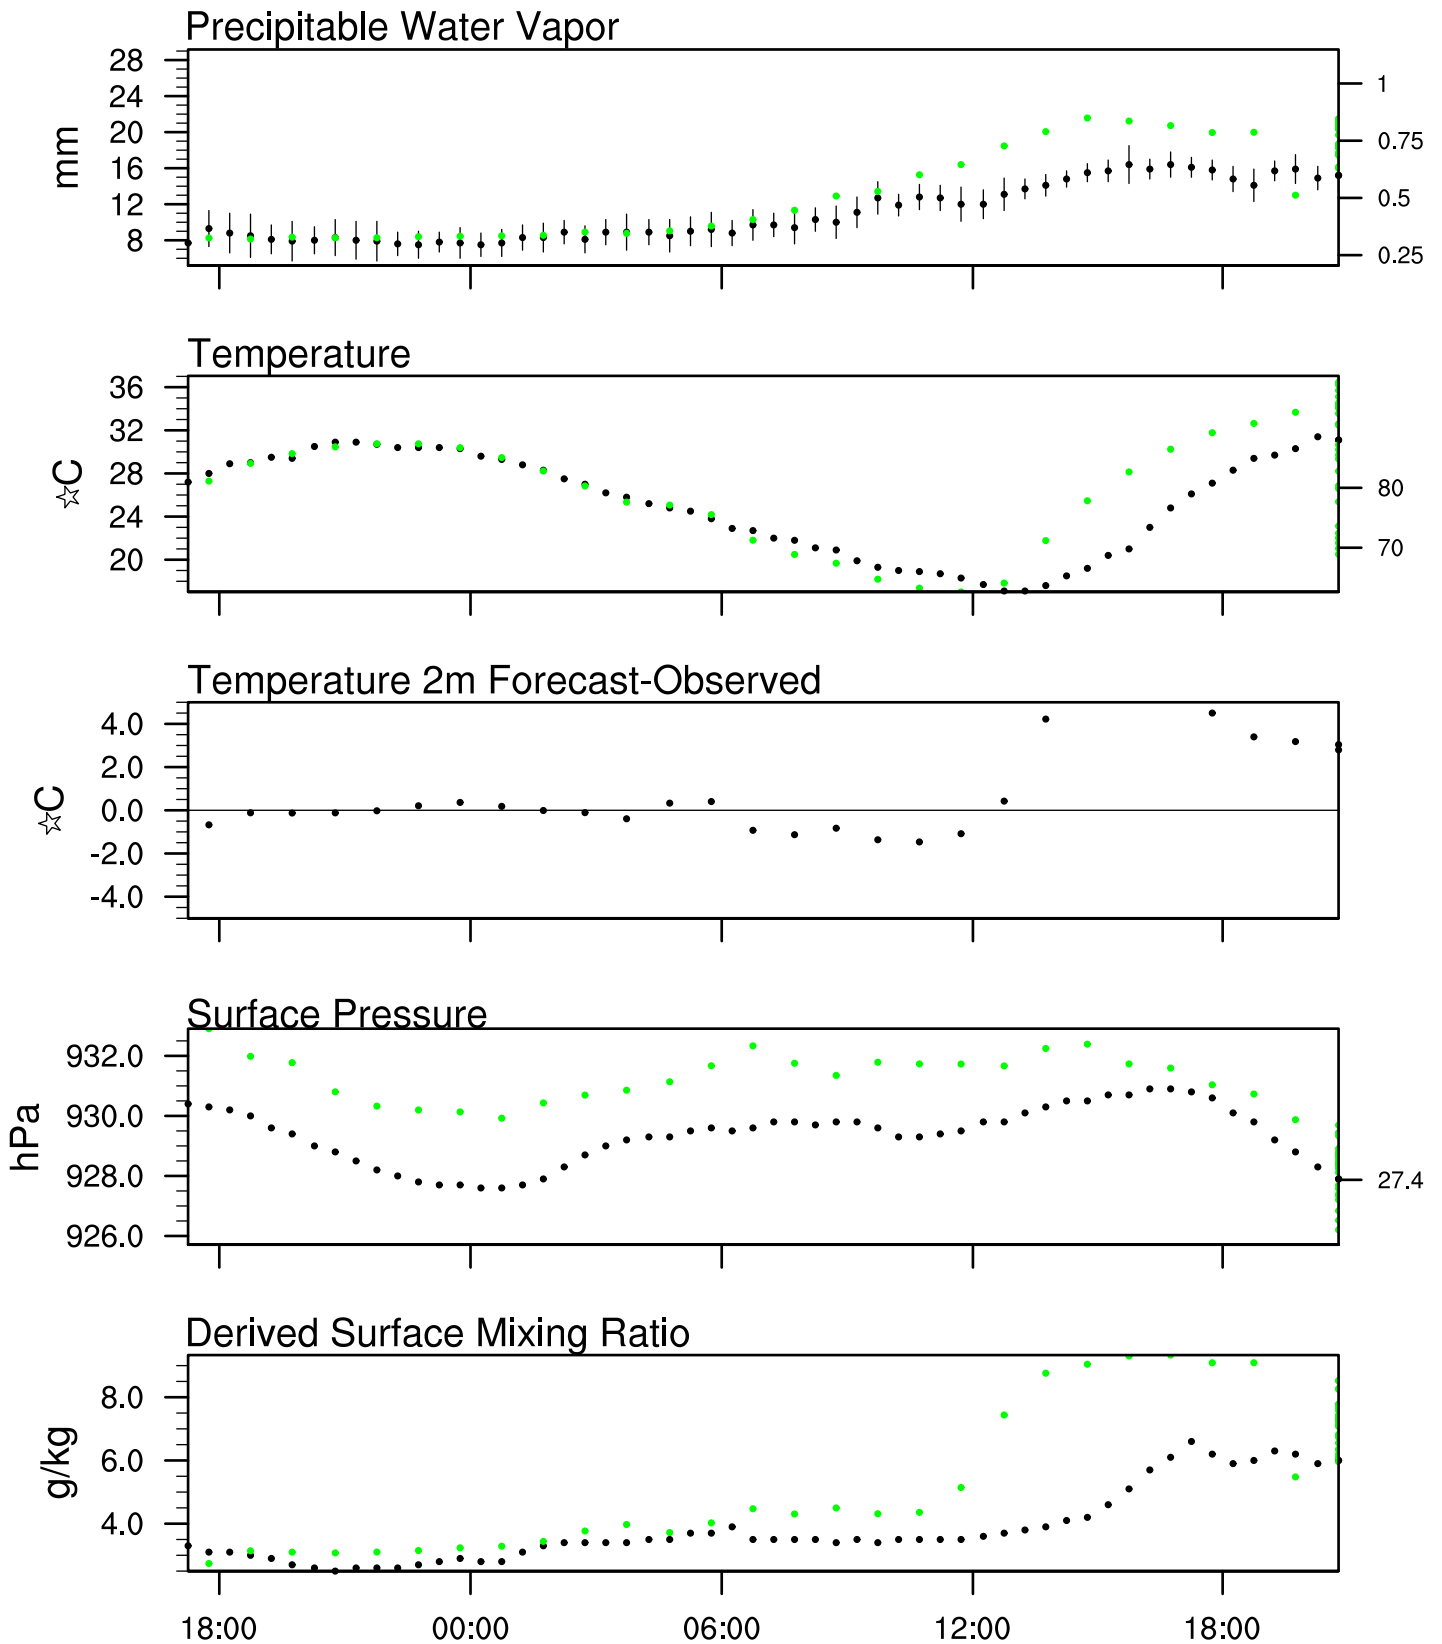 Precipitable Water Vapor
28
24
20
16
12
8
mm
1
0.75
0.5
0.25
Temperature
36
32
28
24
20
☆C
80
70
Temperature 2m Forecast-Observed
4.0
2.0
0.0
-2.0
-4.0
☆C
Surface Pressure
932.0
930.0
928.0
926.0
hPa
27.4
Derived Surface Mixing Ratio
8.0
6.0
4.0
g/kg
18:00 00:00 06:00 12:00 18:00